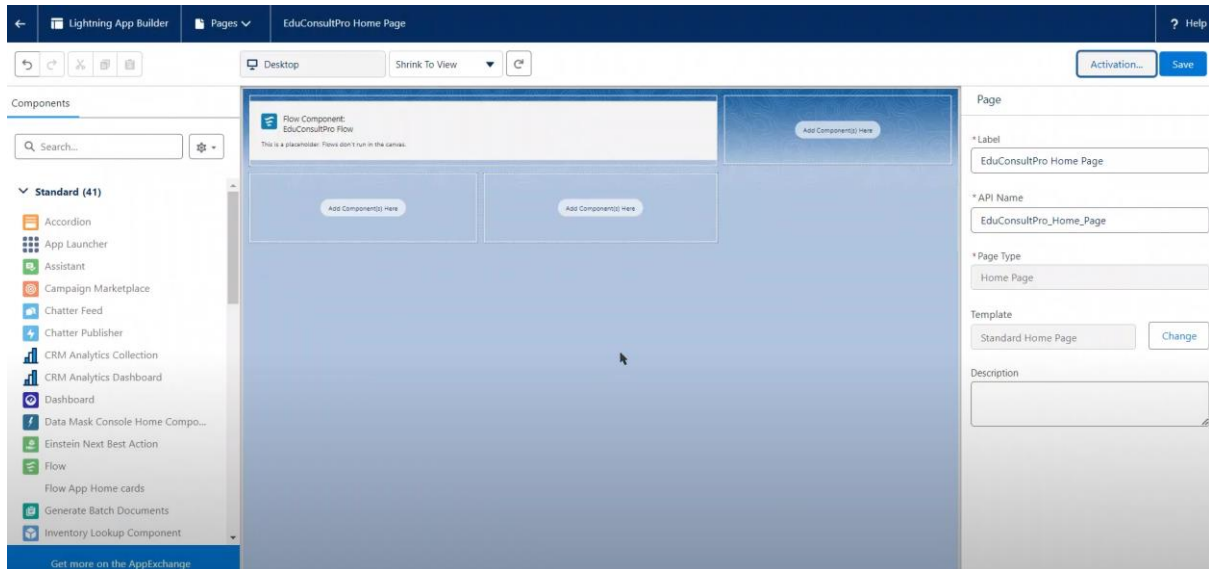 Lightning App Builder
Pages
EduConsultPro Home Page
? Help
Desktop
Shrink To View
Activation...
Save
Components
Search...
Standard (41)
Accordion
App Launcher
Assistant
Campaign Marketplace
Chatter Feed
Chatter Publisher
CRM Analytics Collection
CRM Analytics Dashboard
Dashboard
Data Mask Console Home Compo...
Einstein Next Best Action
Flow
Flow App Home cards
Generate Batch Documents
Inventory Lookup Component
Get more on the AppExchange
Flow Component:
EduConsultPro Flow
This is a placeholder. Flows don't run in the canvas.
Add Component(s) Here
Add Component(s) Here
Add Component(s) Here
Page
*Label
EduConsultPro Home Page
*API Name
EduConsultPro_Home_Page
*Page Type
Home Page
Template
Standard Home Page
Change
Description